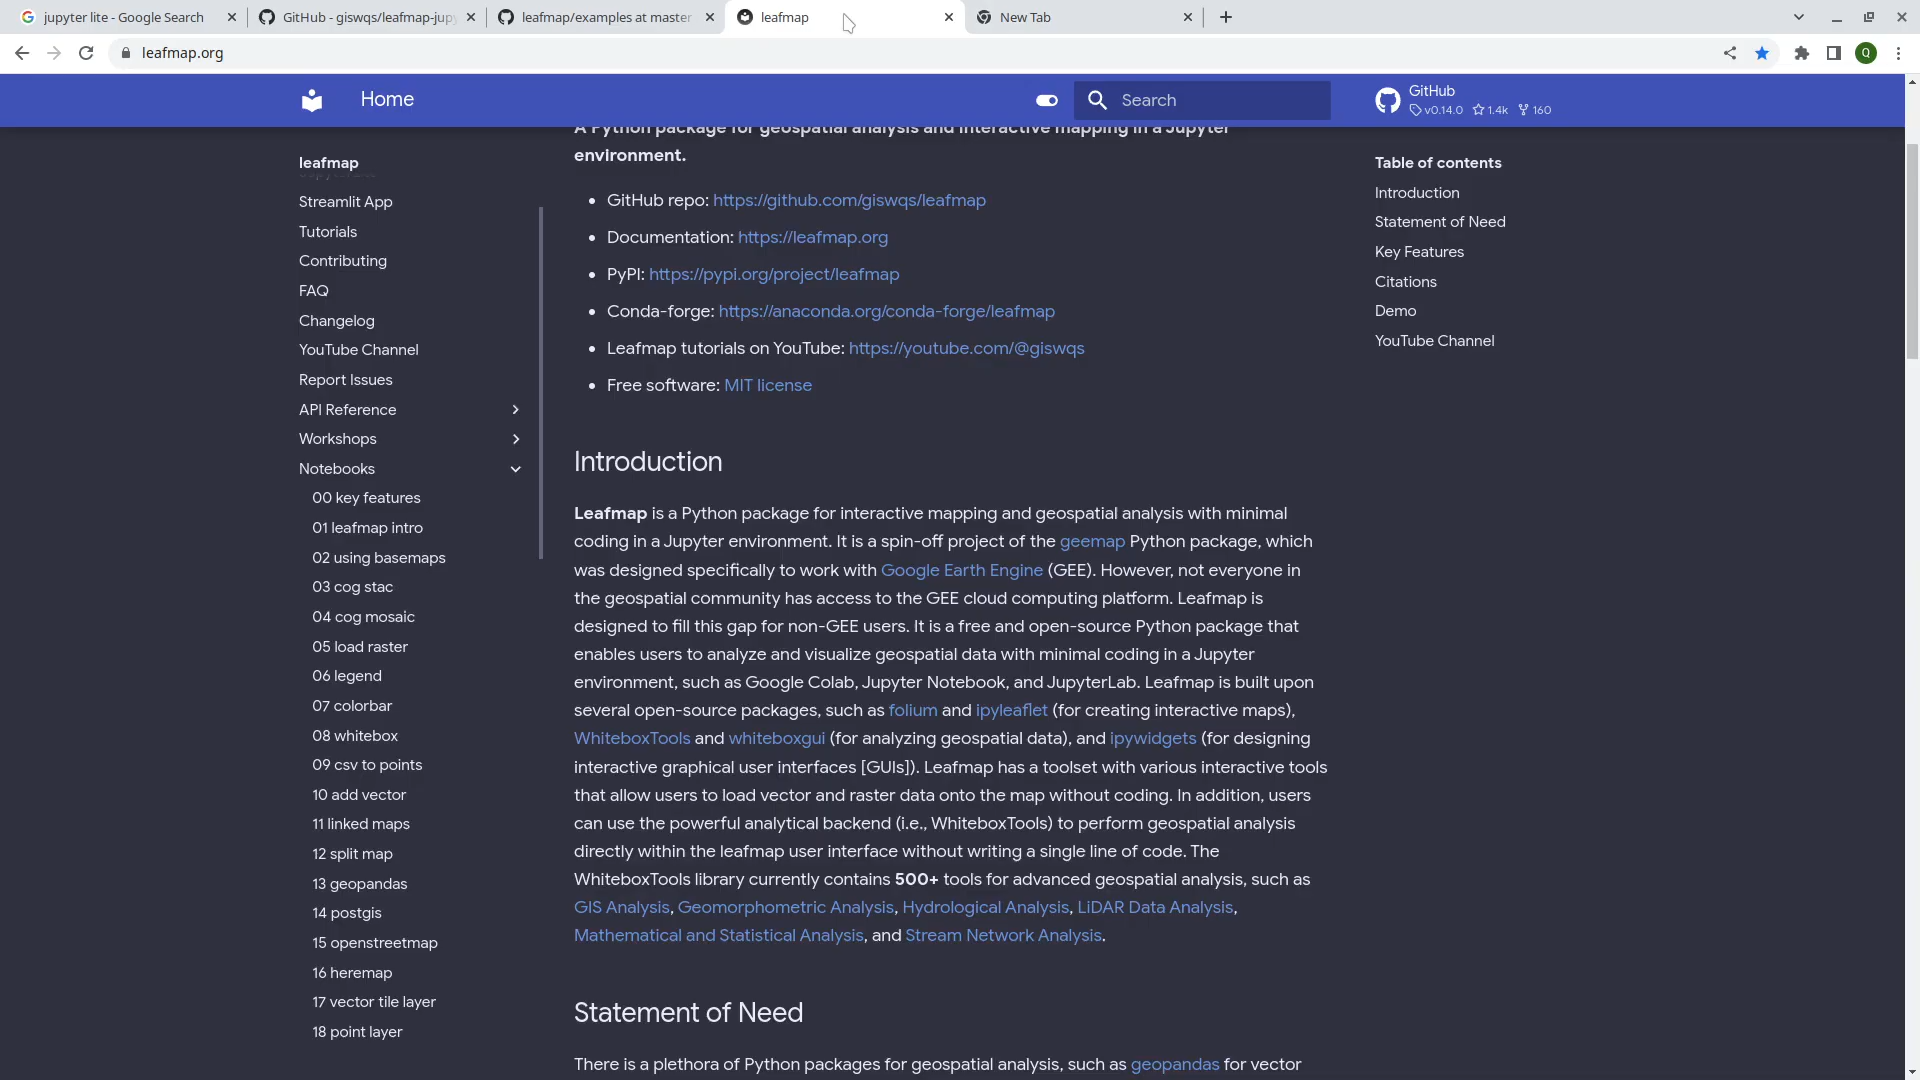 jupyter lite - Google Search
GitHub - giswqs/leafmap-jupy
leafmap/examples at master
leafmap
New Tab
leafmap.org
Q
Home
Search
GitHub
v0.14.0 1.4k 160
leafmap
Streamlit App
Tutorials
Contributing
FAQ
Changelog
YouTube Channel
Report Issues
API Reference
Workshops
Notebooks
00 key features
01 leafmap intro
02 using basemaps
03 cog stac
04 cog mosaic
05 load raster
06 legend
07 colorbar
08 whitebox
09 csv to points
10 add vector
11 linked maps
12 split map
13 geopandas
14 postgis
15 openstreetmap
16 heremap
17 vector tile layer
18 point layer
A Python package for geospatial analysis and interactive mapping in a Jupyter
environment.
GitHub repo: https://github.com/giswqs/leafmap
Documentation: https://leafmap.org
PyPI: https://pypi.org/project/leafmap
Conda-forge: https://anaconda.org/conda-forge/leafmap
Leafmap tutorials on YouTube: https://youtube.com/@giswqs
Free software: MIT license
Introduction
Leafmap is a Python package for interactive mapping and geospatial analysis with minimal
coding in a Jupyter environment. It is a spin-off project of the geemap Python package, which
was designed specifically to work with Google Earth Engine (GEE). However, not everyone in
the geospatial community has access to the GEE cloud computing platform. Leafmap is
designed to fill this gap for non-GEE users. It is a free and open-source Python package that
enables users to analyze and visualize geospatial data with minimal coding in a Jupyter
environment, such as Google Colab, Jupyter Notebook, and JupyterLab. Leafmap is built upon
several open-source packages, such as folium and ipyleaflet (for creating interactive maps),
WhiteboxTools and whiteboxgui (for analyzing geospatial data), and ipywidgets (for designing
interactive graphical user interfaces [GUIs]). Leafmap has a toolset with various interactive tools
that allow users to load vector and raster data onto the map without coding. In addition, users
can use the powerful analytical backend (i.e., WhiteboxTools) to perform geospatial analysis
directly within the leafmap user interface without writing a single line of code. The
WhiteboxTools library currently contains 500+ tools for advanced geospatial analysis, such as
GIS Analysis, Geomorphometric Analysis, Hydrological Analysis, LiDAR Data Analysis,
Mathematical and Statistical Analysis, and Stream Network Analysis.
Statement of Need
There is a plethora of Python packages for geospatial analysis, such as geopandas for vector
Table of contents
Introduction
Statement of Need
Key Features
Citations
Demo
YouTube Channel